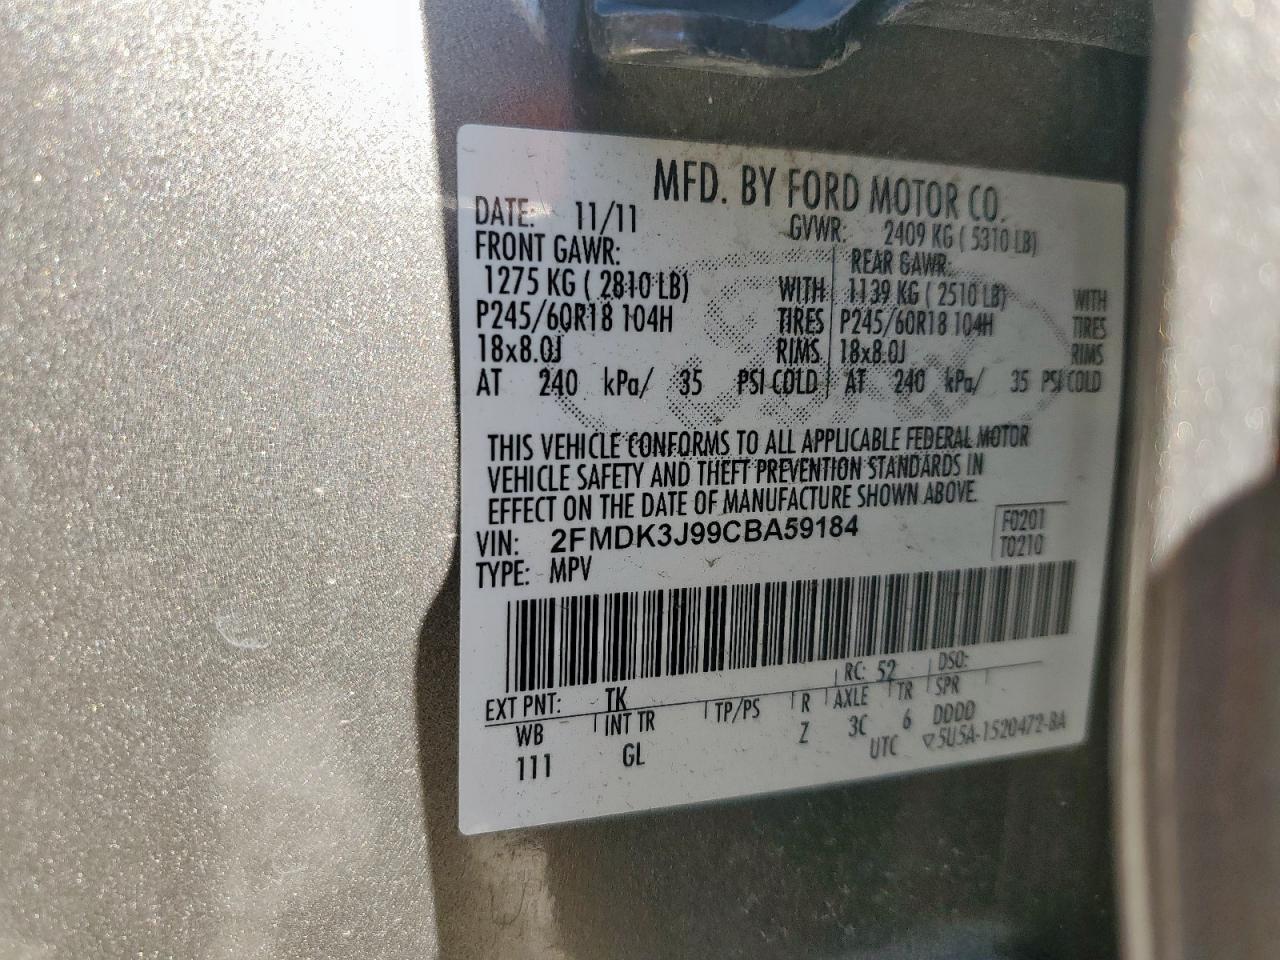 MFD. BY FORD MOTOR CO.
DATE: 11/11 GVWR: 2409 KG ( 5310 LB)
FRONT GAWR: REAR GAWR:
1275 KG ( 2810 LB) WITH 1139 KG ( 2510 LB) WITH
P245/60R18 104H TIRES P245/60R18 104H TIRES
18x8.0J RIMS 18x8.0J RIMS
AT 240 kPa/ 35 PSI COLD AT 240 kPa/ 35 PSI COLD
THIS VEHICLE CONFORMS TO ALL APPLICABLE FEDERAL MOTOR
VEHICLE SAFETY AND THEFT PREVENTION STANDARDS IN
EFFECT ON THE DATE OF MANUFACTURE SHOWN ABOVE.
VIN: 2FMDK3J99CBA59184 F0201
TYPE: MPV T0210
EXT PNT: TK RC: 52 DSO:
WB INT TR TP/PS R AXLE TR SPR
111 GL Z 3C 6 DDDD
UTC ▽5U5A-1520472-BA